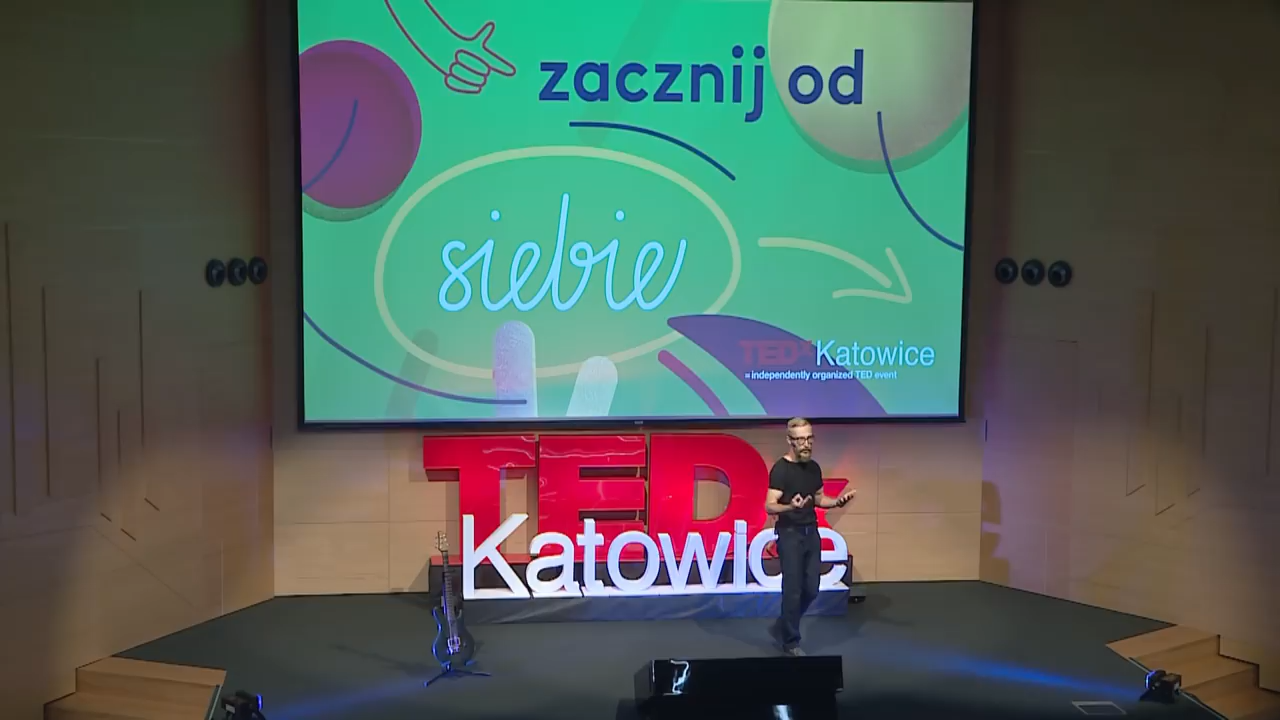 zacznij od
siebie
TEDxKatowice
= independently organized TED event
TEDx
Katowice